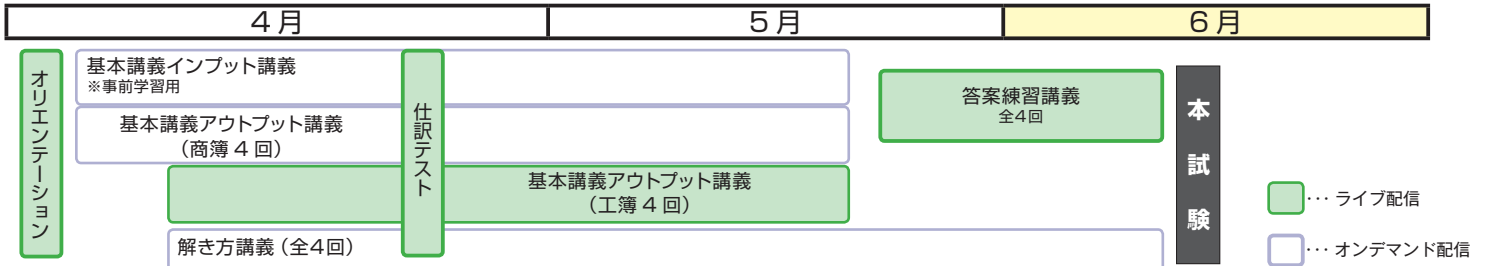 4月
5月
6月
オリエンテーション
基本講義インプット講義
※事前学習用
基本講義アウトプット講義
（商簿 4 回）
仕訳テスト
基本講義アウトプット講義
（工簿 4 回）
解き方講義（全4回）
答案練習講義
全4回
本試験
･･･ ライブ配信
･･･ オンデマンド配信